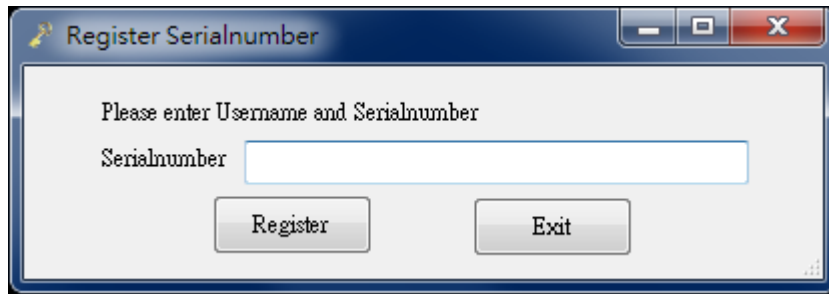 Register Serialnumber
Please enter Username and Serialnumber
Serialnumber
Register Exit